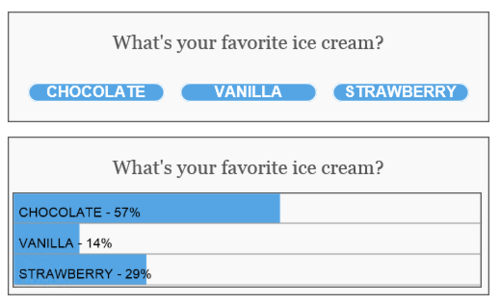 What's your favorite ice cream?
CHOCOLATE VANILLA STRAWBERRY
What's your favorite ice cream?
CHOCOLATE - 57%
VANILLA - 14%
STRAWBERRY - 29%